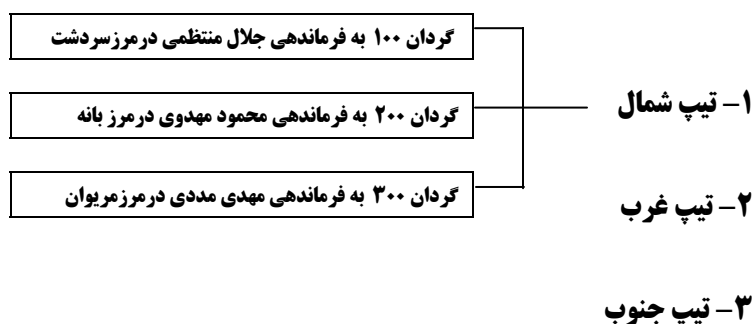 گردان ۱۰۰ به فرماندهی جلال منتظمی درمرزسردشت
۱- تیپ شمال
گردان ۲۰۰ به فرماندهی محمود مهدوی درمرز بانه
گردان ۳۰۰ به فرماندهی مهدی مددی درمرزمریوان
۲- تیپ غرب
۳- تیپ جنوب